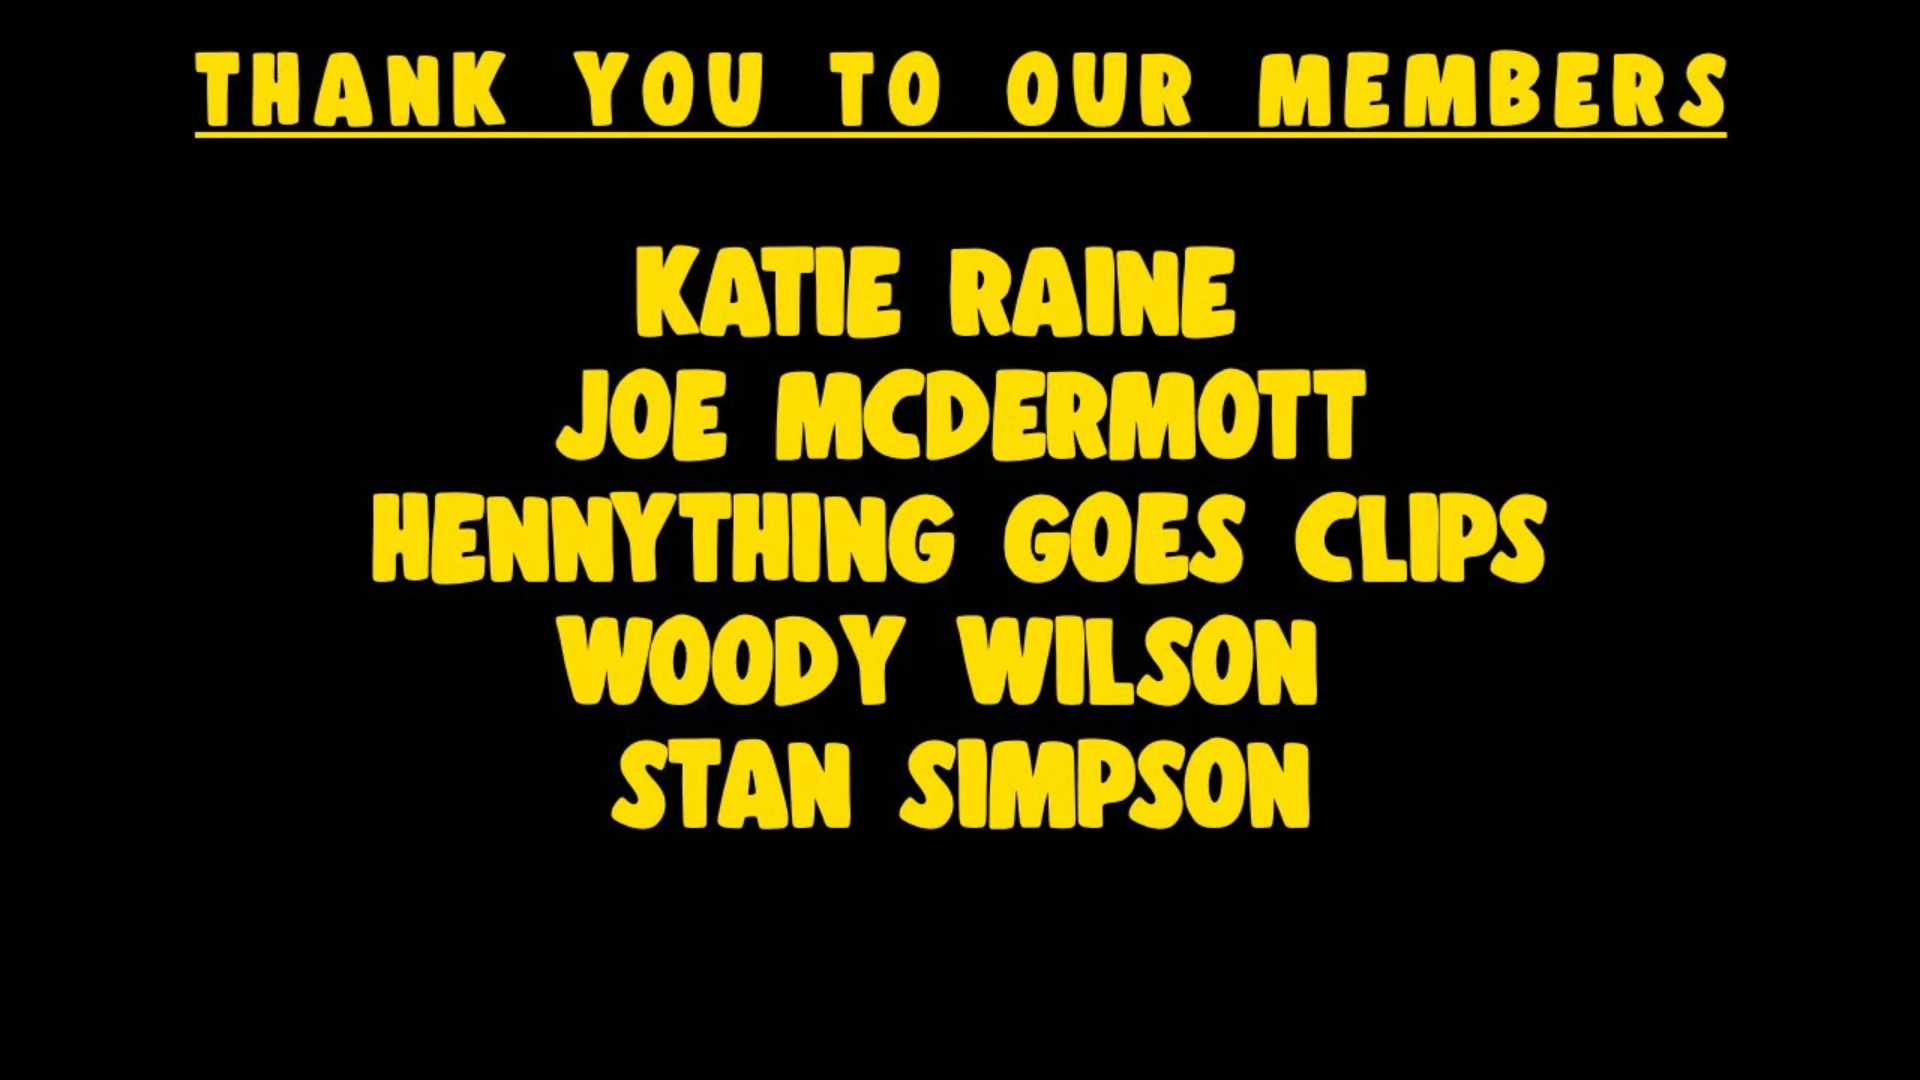 THANK YOU TO OUR MEMBERS
KATIE RAINE
JOE MCDERMOTT
HENNYTHING GOES CLIPS
WOODY WILSON
STAN SIMPSON